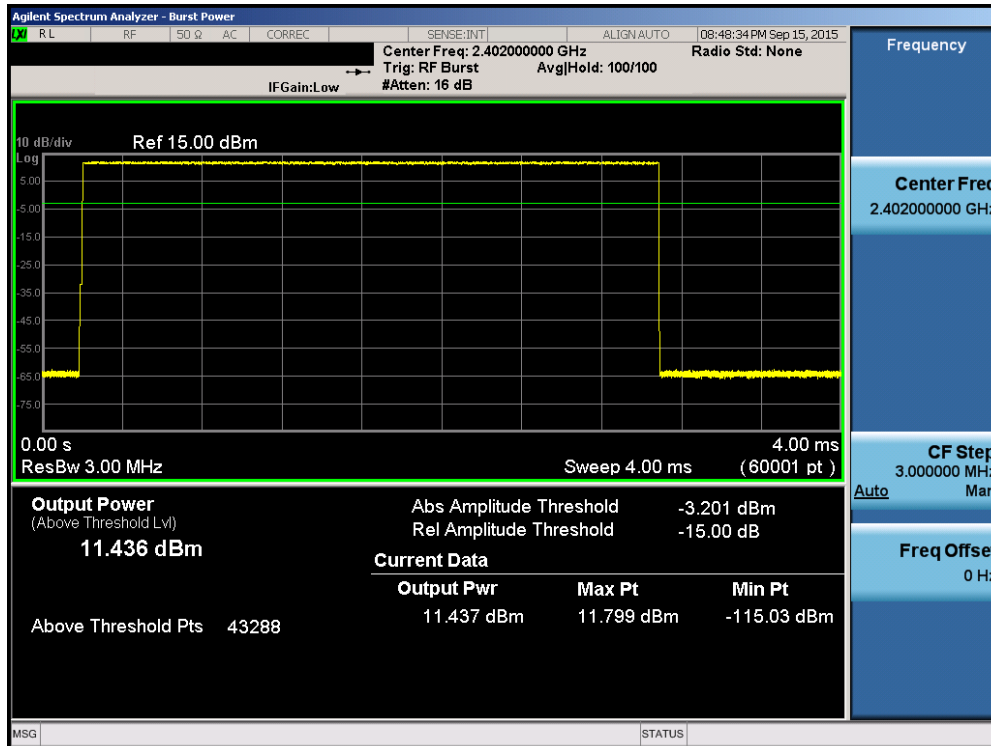 Agilent Spectrum Analyzer - Burst Power
LXI RL RF 50 Ω AC CORREC SENSE:INT ALIGN AUTO 08:48:34 PM Sep 15, 2015
Center Freq: 2.402000000 GHz Radio Std: None
Trig: RF Burst Avg|Hold: 100/100
IFGain:Low #Atten: 16 dB
Frequency
10 dB/div Ref 15.00 dBm
Log
5.00
-5.00
-15.0
-25.0
-35.0
-45.0
-55.0
-65.0
-75.0
0.00 s 4.00 ms
ResBw 3.00 MHz Sweep 4.00 ms (60001 pt)
Center Freq
2.402000000 GHz
CF Step
3.000000 MHz
Auto Man
Freq Offse
0 Hz
Output Power
(Above Threshold Lvl)
11.436 dBm
Above Threshold Pts 43288
Abs Amplitude Threshold -3.201 dBm
Rel Amplitude Threshold -15.00 dB
Current Data
Output Pwr Max Pt Min Pt
11.437 dBm 11.799 dBm -115.03 dBm
MSG STATUS